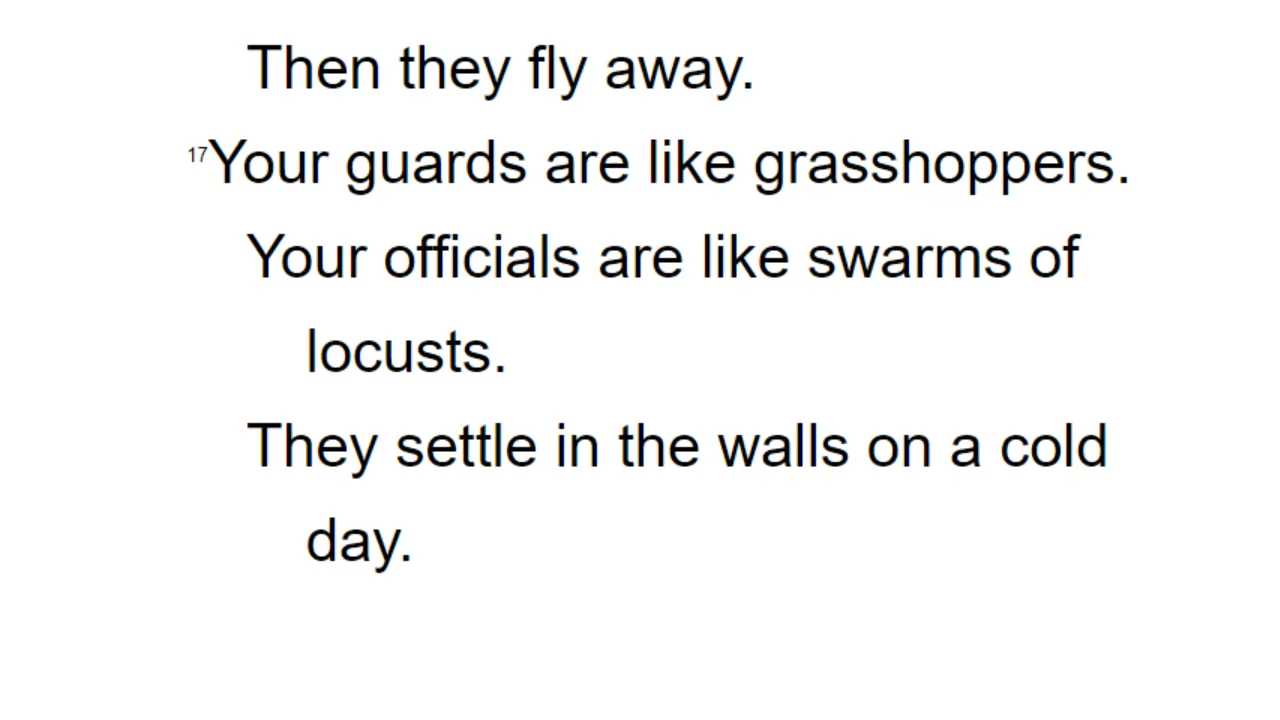 Then they fly away.
17Your guards are like grasshoppers.
Your officials are like swarms of
locusts.
They settle in the walls on a cold
day.